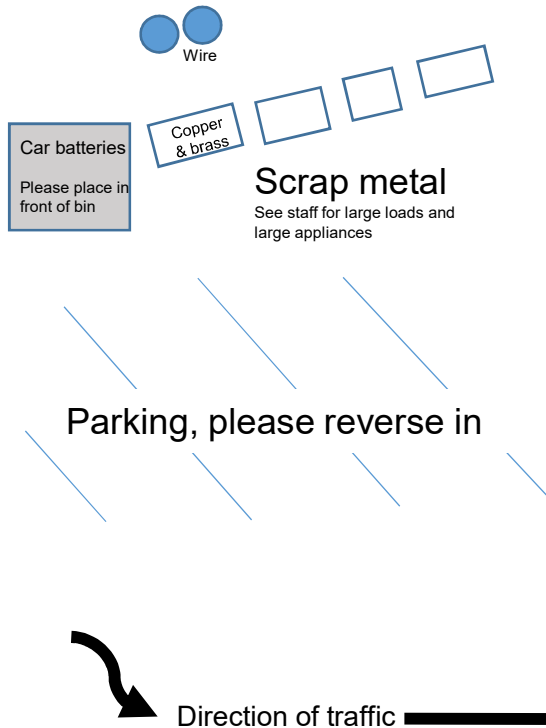 Wire
Copper
& brass
Car batteries
Please place in
front of bin
Scrap metal
See staff for large loads and
large appliances
Parking, please reverse in
Direction of traffic